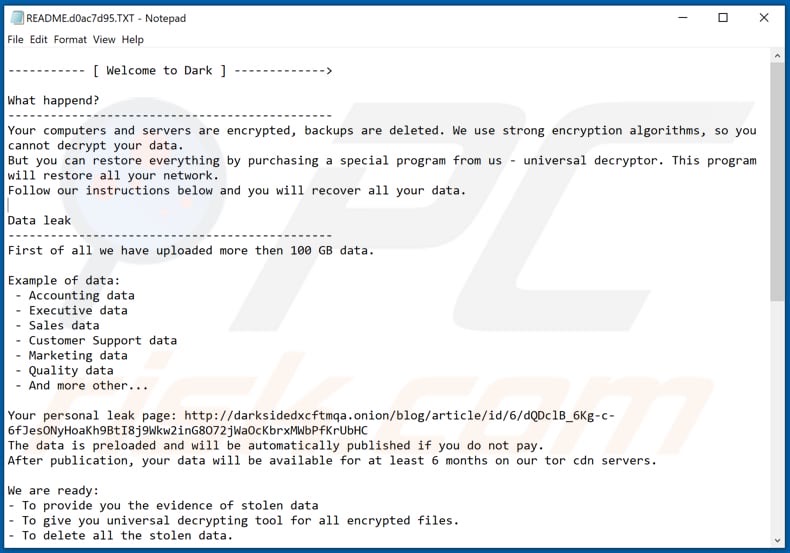 README.d0ac7d95.TXT - Notepad
File Edit Format View Help
----------- [ Welcome to Dark ] ------------->
What happend?
----------------------------------------------
Your computers and servers are encrypted, backups are deleted. We use strong encryption algorithms, so you
cannot decrypt your data.
But you can restore everything by purchasing a special program from us - universal decryptor. This program
will restore all your network.
Follow our instructions below and you will recover all your data.
Data leak
----------------------------------------------
First of all we have uploaded more then 100 GB data.
Example of data:
- Accounting data
- Executive data
- Sales data
- Customer Support data
- Marketing data
- Quality data
- And more other...
Your personal leak page: http://darksidedxcftmqa.onion/blog/article/id/6/dQDclB_6Kg-c-
6fJesONyHoaKh9BtI8j9Wkw2inG8O72jWaOcKbrxMWbPfKrUbHC
The data is preloaded and will be automatically published if you do not pay.
After publication, your data will be available for at least 6 months on our tor cdn servers.
We are ready:
- To provide you the evidence of stolen data
- To give you universal decrypting tool for all encrypted files.
- To delete all the stolen data.
PC
risk.com